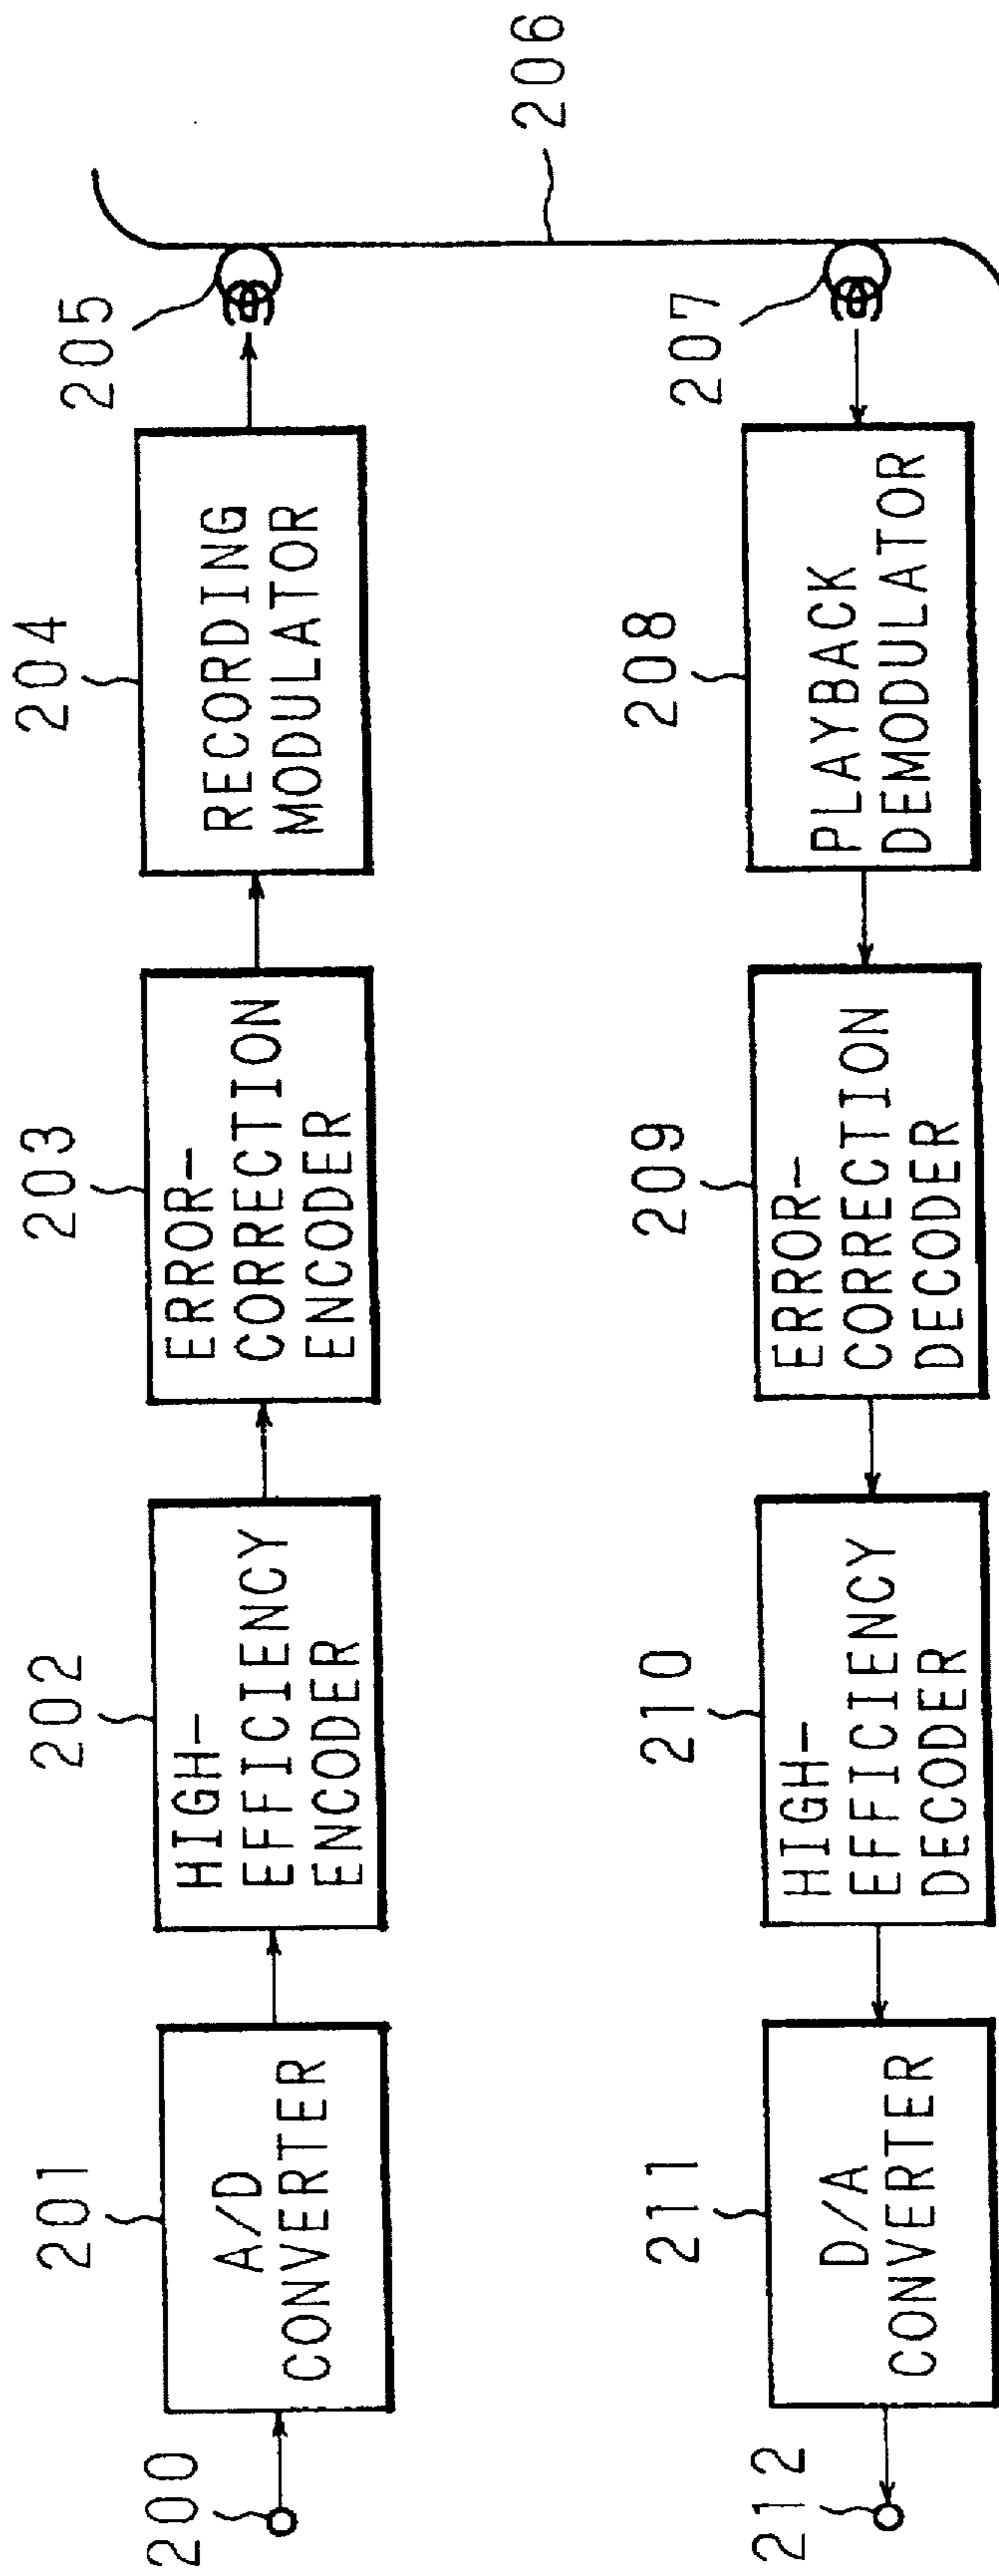 200
201
A/D
CONVERTER
202
HIGH-
EFFICIENCY
ENCODER
203
ERROR-
CORRECTION
ENCODER
204
RECORDING
MODULATOR
205
206
207
208
PLAYBACK
DEMODULATOR
209
ERROR-
CORRECTION
DECODER
210
HIGH-
EFFICIENCY
DECODER
211
D/A
CONVERTER
212